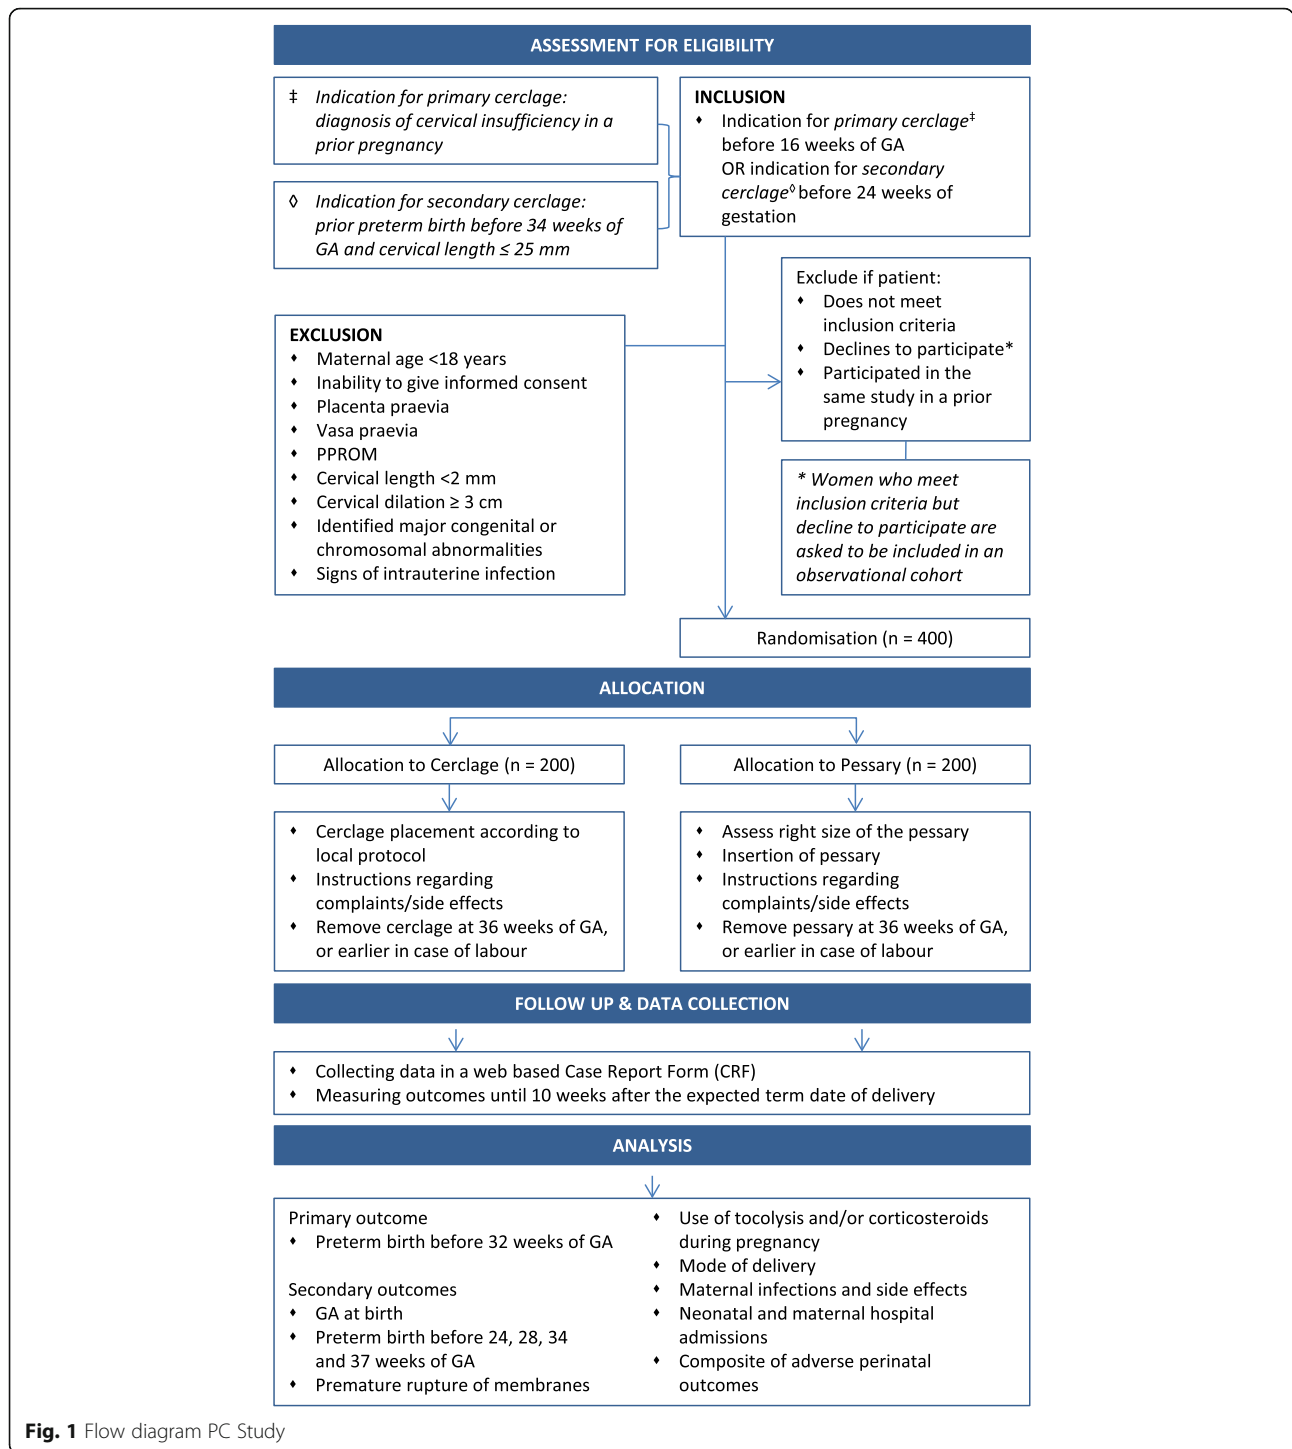 ASSESSMENT FOR ELIGIBILITY
‡ Indication for primary cerclage:
diagnosis of cervical insufficiency in a
prior pregnancy
◊ Indication for secondary cerclage:
prior preterm birth before 34 weeks of
GA and cervical length ≤ 25 mm
INCLUSION
♦ Indication for primary cerclage‡
before 16 weeks of GA
OR indication for secondary
cerclage◊ before 24 weeks of
gestation
Exclude if patient:
♦ Does not meet
inclusion criteria
♦ Declines to participate*
♦ Participated in the
same study in a prior
pregnancy
EXCLUSION
♦ Maternal age <18 years
♦ Inability to give informed consent
♦ Placenta praevia
♦ Vasa praevia
♦ PPROM
♦ Cervical length <2 mm
♦ Cervical dilation ≥ 3 cm
♦ Identified major congenital or
chromosomal abnormalities
♦ Signs of intrauterine infection
* Women who meet
inclusion criteria but
decline to participate are
asked to be included in an
observational cohort
Randomisation (n = 400)
ALLOCATION
Allocation to Cerclage (n = 200)
♦ Cerclage placement according to
local protocol
♦ Instructions regarding
complaints/side effects
♦ Remove cerclage at 36 weeks of GA,
or earlier in case of labour
Allocation to Pessary (n = 200)
♦ Assess right size of the pessary
♦ Insertion of pessary
♦ Instructions regarding
complaints/side effects
♦ Remove pessary at 36 weeks of GA,
or earlier in case of labour
FOLLOW UP & DATA COLLECTION
♦ Collecting data in a web based Case Report Form (CRF)
♦ Measuring outcomes until 10 weeks after the expected term date of delivery
ANALYSIS
Primary outcome
♦ Preterm birth before 32 weeks of GA
Secondary outcomes
♦ GA at birth
♦ Preterm birth before 24, 28, 34
and 37 weeks of GA
♦ Premature rupture of membranes
♦ Use of tocolysis and/or corticosteroids
during pregnancy
♦ Mode of delivery
♦ Maternal infections and side effects
♦ Neonatal and maternal hospital
admissions
♦ Composite of adverse perinatal
outcomes
Fig. 1 Flow diagram PC Study